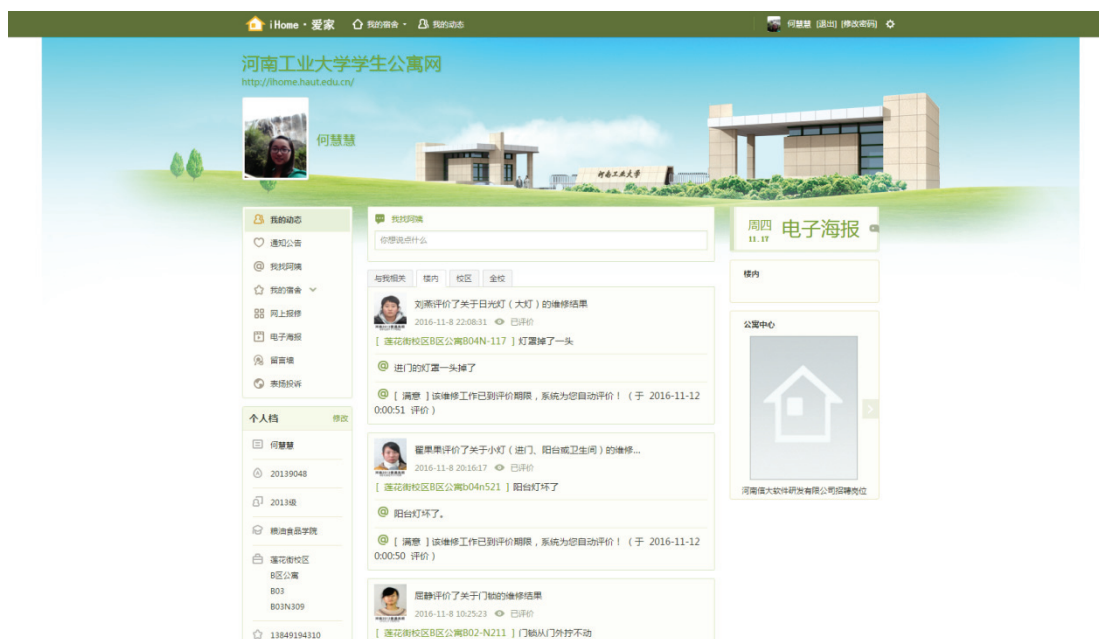 iHome · 爱家
我的宿舍
我的动态
何慧慧 [退出] [修改密码]
河南工业大学学生公寓网
http://ihome.haut.edu.cn/
何慧慧
河南工业大学
我的动态
通知公告
我找阿姨
我的宿舍
网上报修
电子海报
留言墙
表扬投诉
个人档 修改
何慧慧
20139048
2013级
粮油食品学院
莲花街校区
B区公寓
B03
B03N309
13849194310
我找阿姨
你想说点什么
与我相关 楼内 校区 全校
刘燕评价了关于日光灯（大灯）的维修结果
2016-11-8 22:08:31 已评价
[ 莲花街校区B区公寓B04N-117 ] 灯罩掉了一头
@ 进门的灯罩一头掉了
@ [ 满意 ] 该维修工作已到评价期限，系统为您自动评价！（于 2016-11-12
0:00:51 评价）
翟果果评价了关于小灯（进门、阳台或卫生间）的维修...
2016-11-8 20:16:17 已评价
[ 莲花街校区B区公寓b04n521 ] 阳台灯坏了
@ 阳台灯坏了。
@ [ 满意 ] 该维修工作已到评价期限，系统为您自动评价！（于 2016-11-12
0:00:50 评价）
屈静评价了关于门锁的维修结果
2016-11-8 10:25:23 已评价
[ 莲花街校区B区公寓B02-N211 ] 门锁从门外拧不动
周四
11.17
电子海报
楼内
公寓中心
河南信大软件研发有限公司招聘岗位